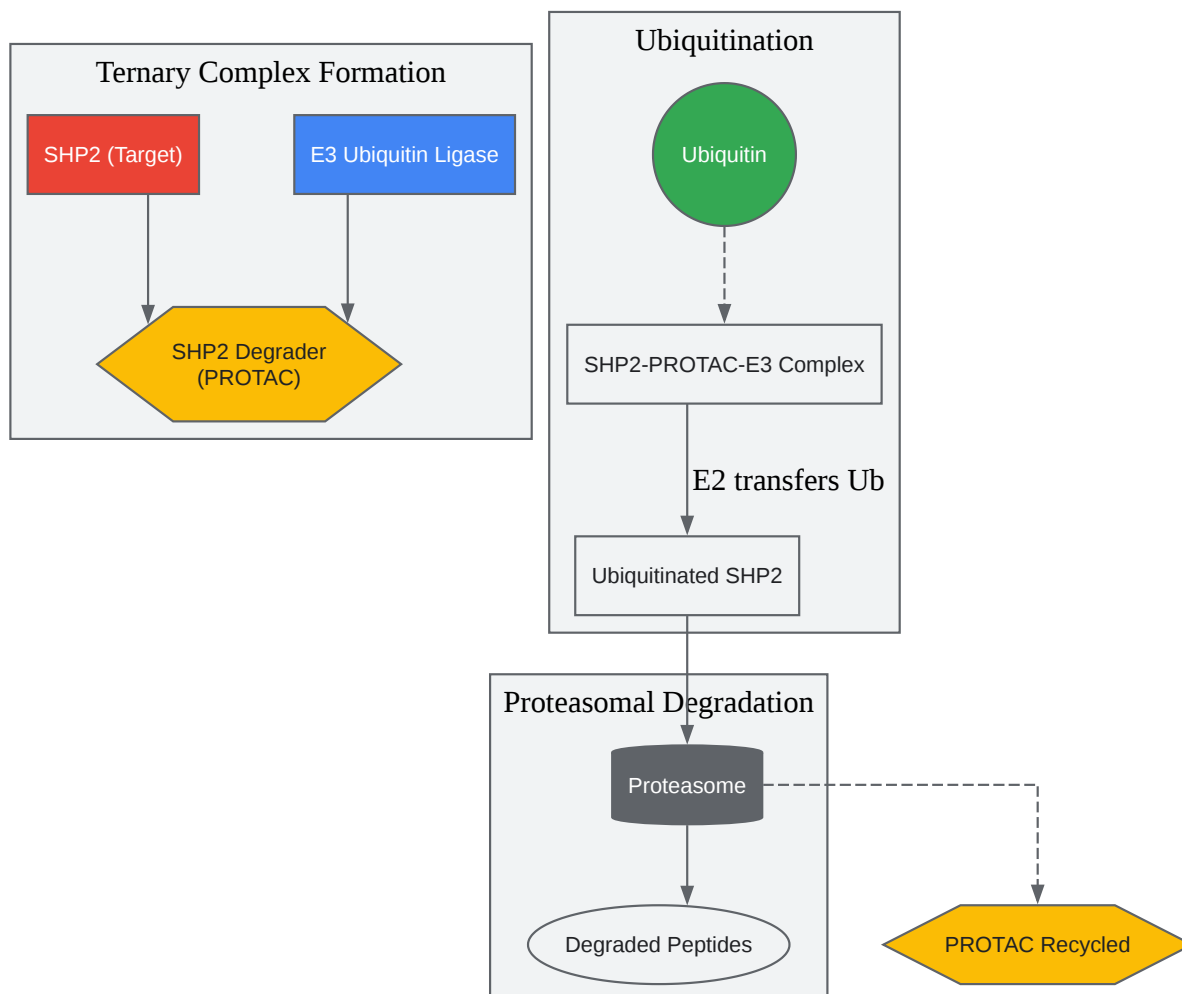 Ternary Complex Formation
SHP2 (Target)
E3 Ubiquitin Ligase
SHP2 Degrader
(PROTAC)
Ubiquitination
Ubiquitin
SHP2-PROTAC-E3 Complex
E2 transfers Ub
Ubiquitinated SHP2
Proteasomal Degradation
Proteasome
Degraded Peptides
PROTAC Recycled